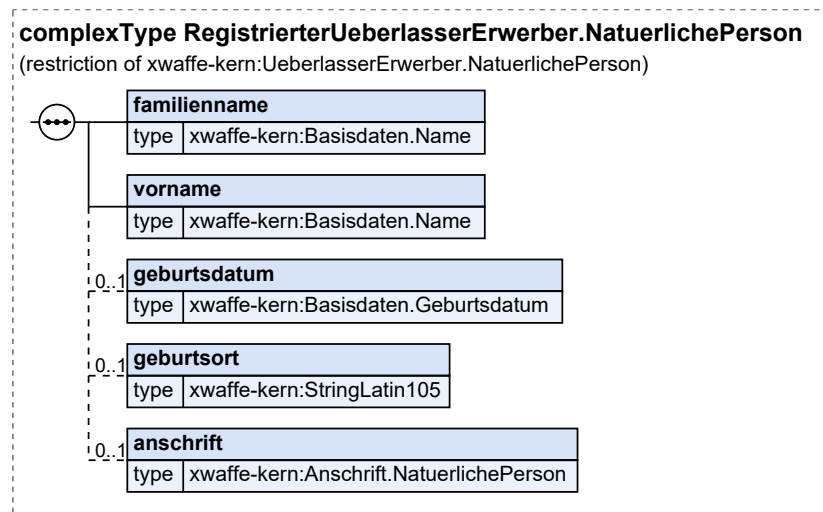 complexType RegistrierterUeberlasserErwerber.NatuerlichePerson
(restriction of xwaffe-kern:UeberlasserErwerber.NatuerlichePerson)
familienname
type xwaffe-kern:Basisdaten.Name
vorname
type xwaffe-kern:Basisdaten.Name
0..1 geburtsdatum
type xwaffe-kern:Basisdaten.Geburtsdatum
0..1 geburtsort
type xwaffe-kern:StringLatin105
0..1 anschrift
type xwaffe-kern:Anschrift.NatuerlichePerson